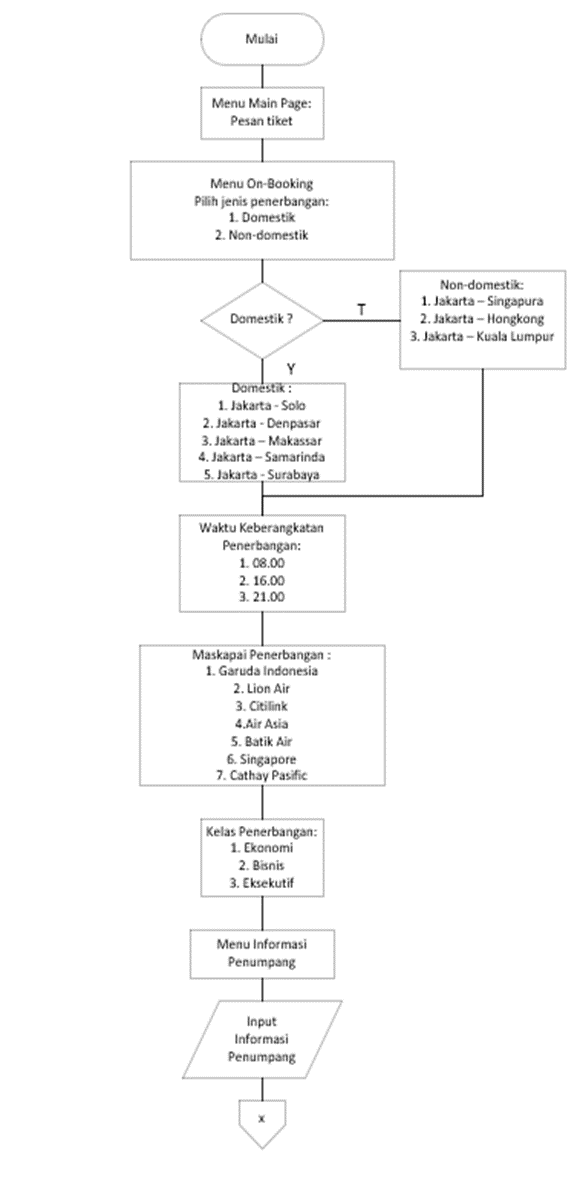 Mulai
Menu Main Page:
Pesan tiket
Menu On-Booking
Pilih jenis penerbangan:
1. Domestik
2. Non-domestik
Domestik ?
T
Non-domestik:
1. Jakarta – Singapura
2. Jakarta – Hongkong
3. Jakarta – Kuala Lumpur
Y
Domestik :
1. Jakarta - Solo
2. Jakarta - Denpasar
3. Jakarta – Makassar
4. Jakarta – Samarinda
5. Jakarta - Surabaya
Waktu Keberangkatan
Penerbangan:
1. 08.00
2. 16.00
3. 21.00
Maskapai Penerbangan :
1. Garuda Indonesia
2. Lion Air
3. Citilink
4.Air Asia
5. Batik Air
6. Singapore
7. Cathay Pasific
Kelas Penerbangan:
1. Ekonomi
2. Bisnis
3. Eksekutif
Menu Informasi
Penumpang
Input
Informasi
Penumpang
x